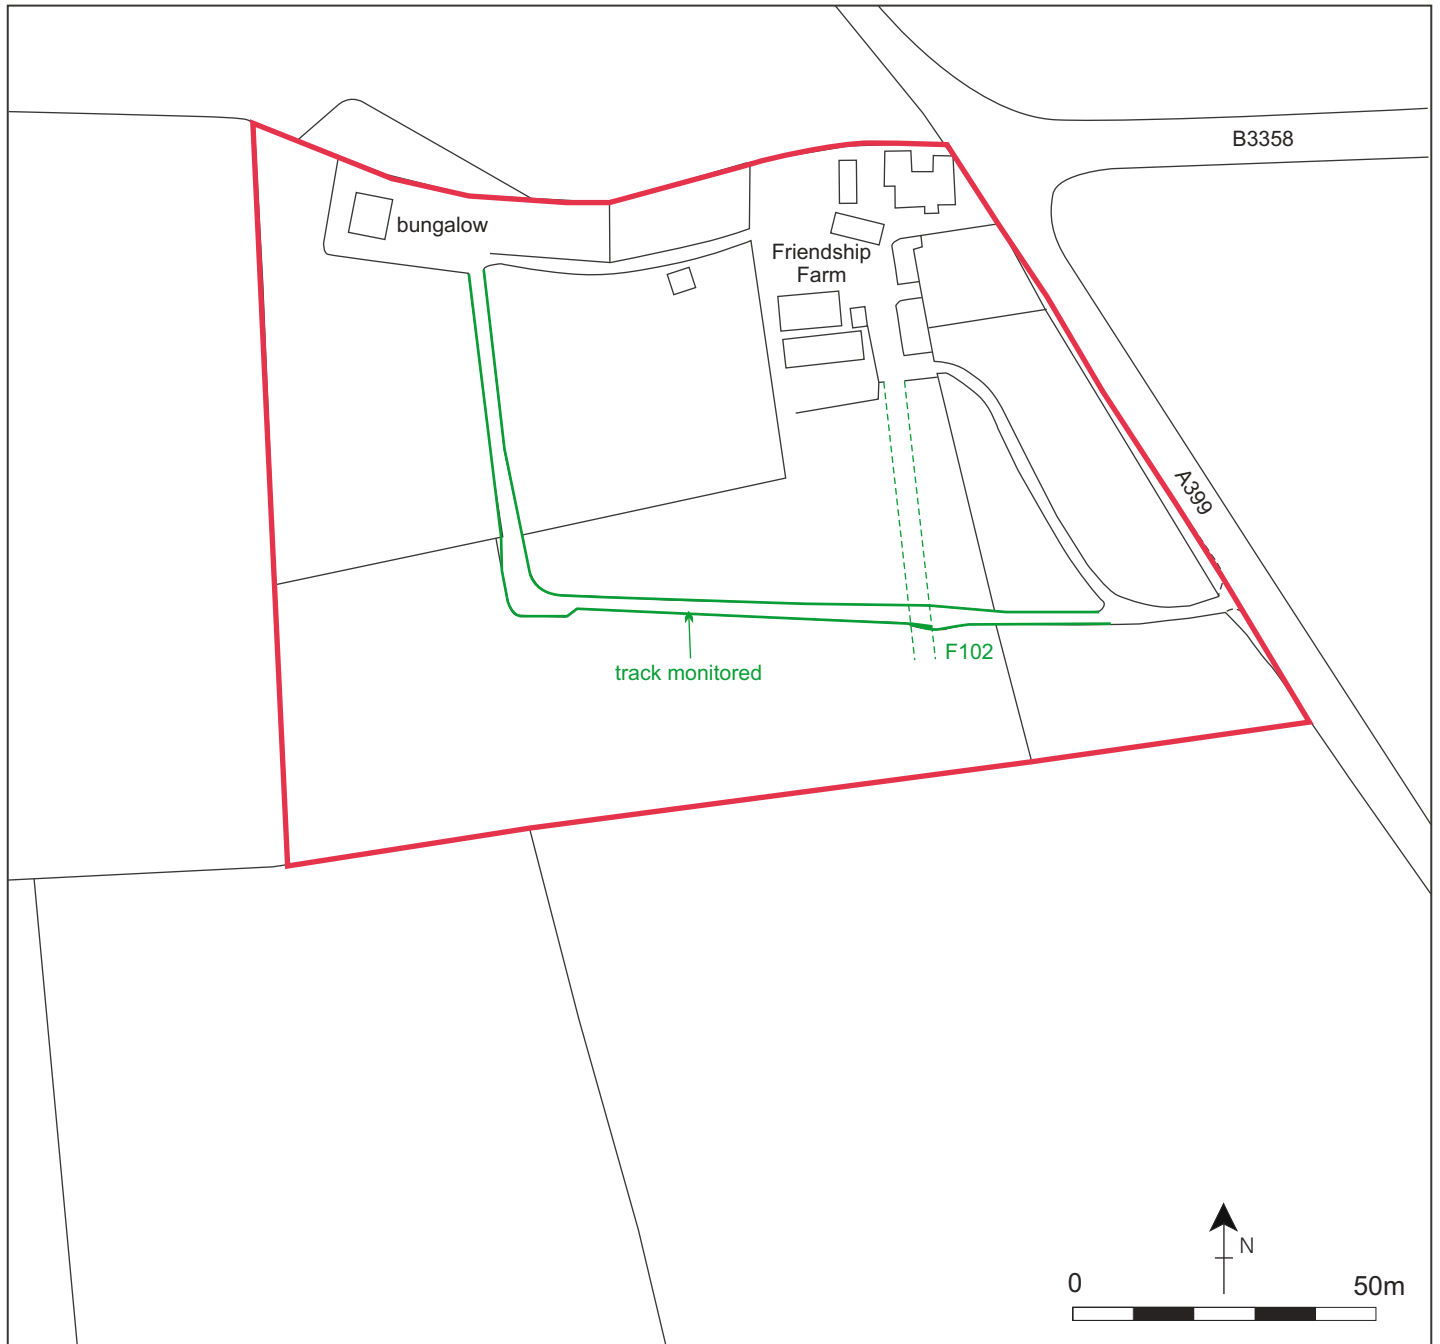 B3358
bungalow
Friendship
Farm
A399
F102
track monitored
N
0 50m